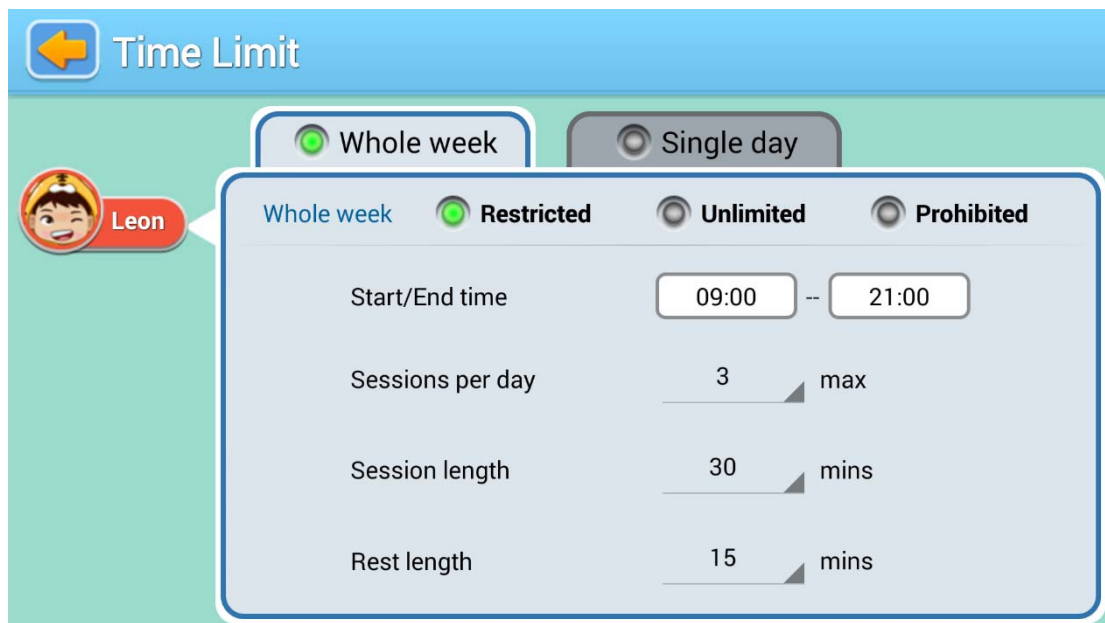 Time Limit
Whole week Single day
Leon
Whole week Restricted Unlimited Prohibited
Start/End time 09:00 -- 21:00
Sessions per day 3 max
Session length 30 mins
Rest length 15 mins